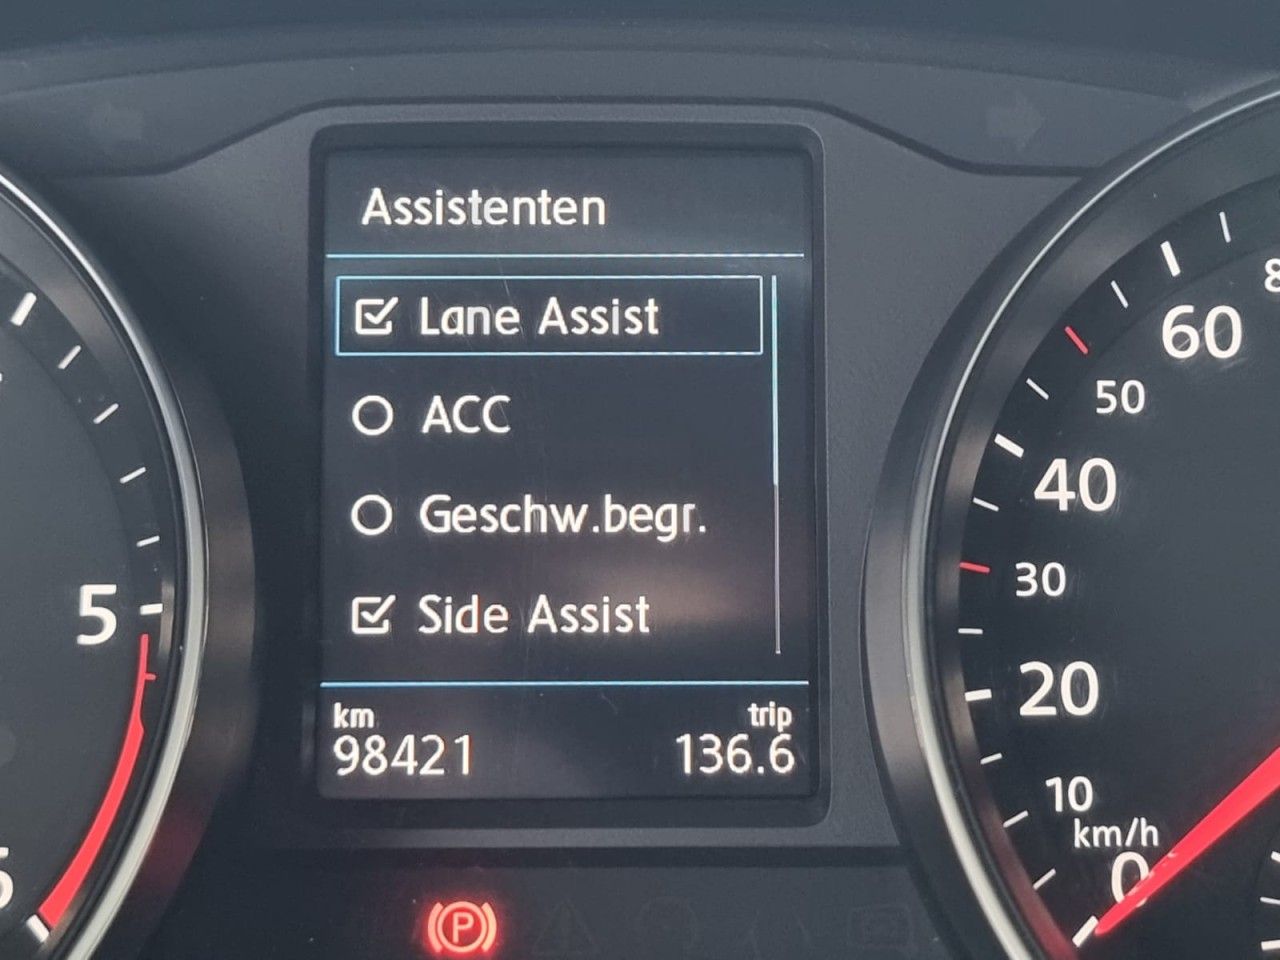 Assistenten
Lane Assist
ACC
Geschw.begr.
Side Assist
km trip
98421 136.6
5
60
50
40
30
20
10
km/h
0
P